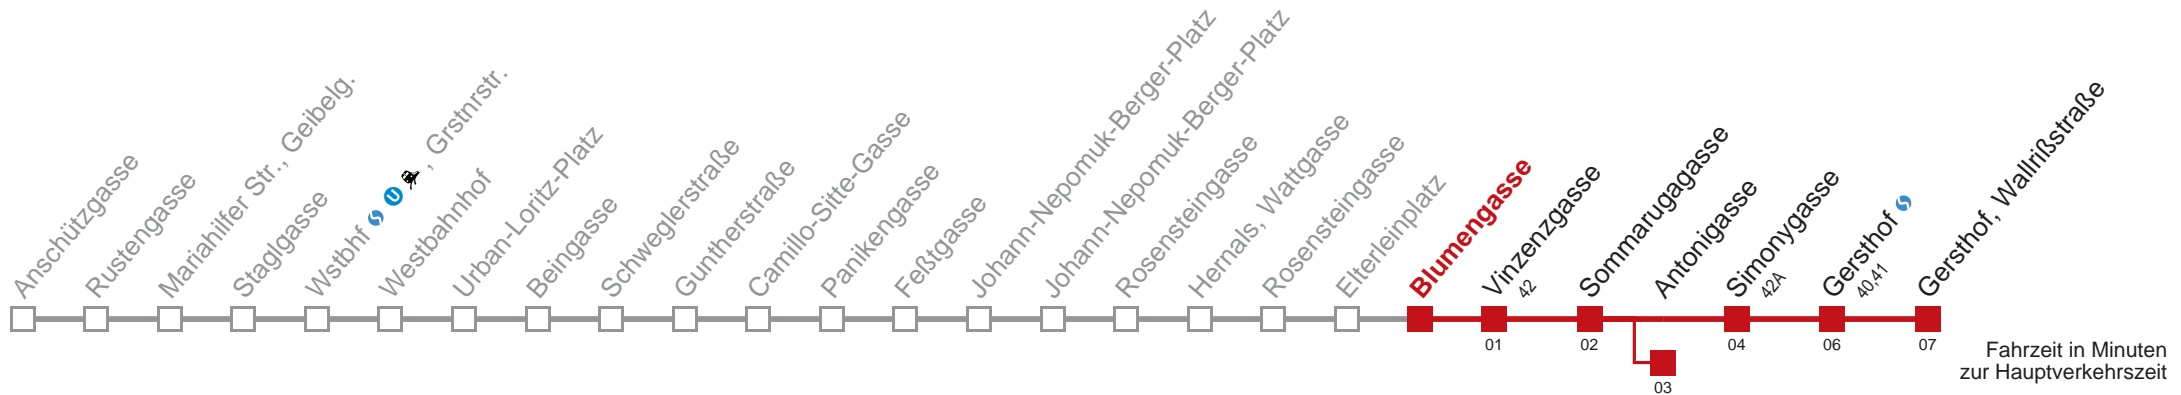 Anschützgasse
Rustengasse
Mariahilfer Str., Geibelg.
Staglgasse
Wstbhf S U , Grstnrstr.
Westbahnhof
Urban-Loritz-Platz
Beingasse
Schweglerstraße
Guntherstraße
Camillo-Sitte-Gasse
Panikengasse
Feßtgasse
Johann-Nepomuk-Berger-Platz
Johann-Nepomuk-Berger-Platz
Rosensteingasse
Hernals, Wattgasse
Rosensteingasse
Elterleinplatz
Blumengasse
Vinzenzgasse
42
Sommarugagasse
Antonigasse
Simonygasse
42A
Gersthof S
40,41
Gersthof, Wallrißstraße
01
02
04
06
07
03
Fahrzeit in Minuten
zur Hauptverkehrszeit